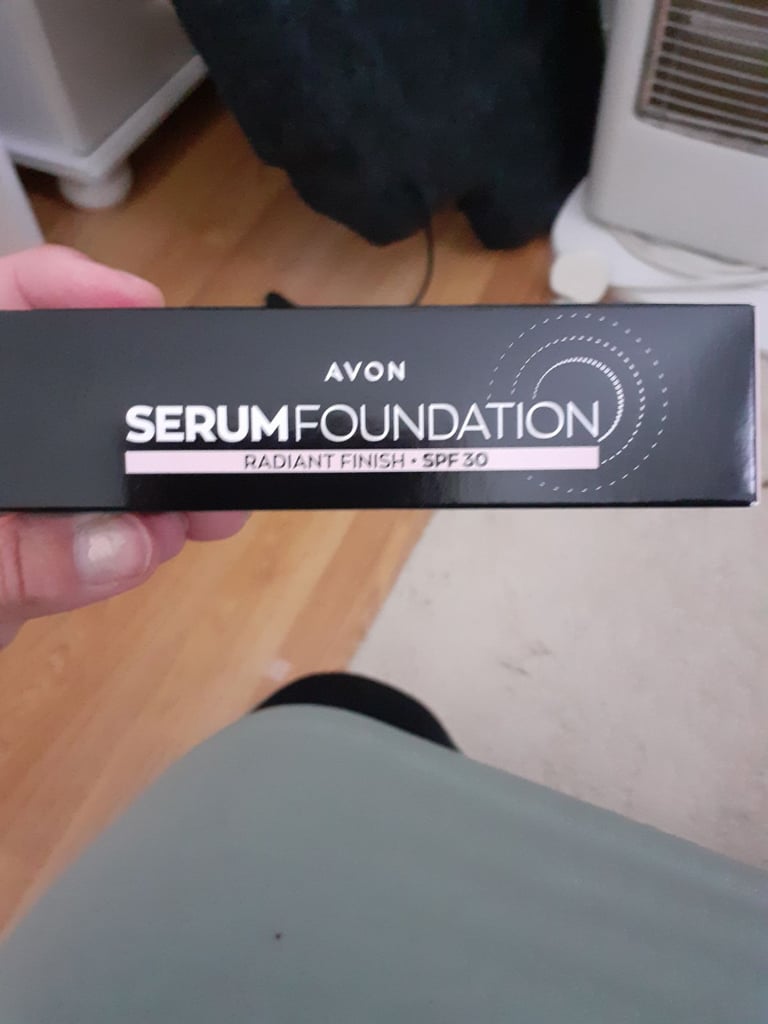 AVON
SERUMFOUNDATION
RADIANT FINISH • SPF 30